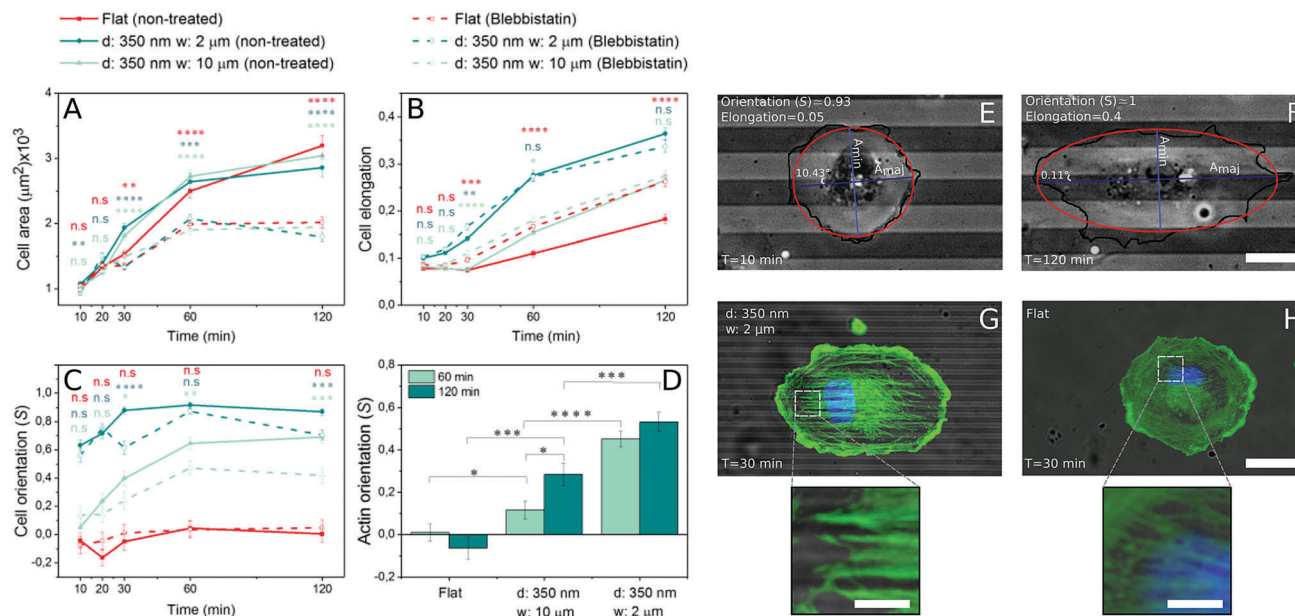 Flat (non-treated)
d: 350 nm w: 2 μm (non-treated)
d: 350 nm w: 10 μm (non-treated)
Flat (Blebbistatin)
d: 350 nm w: 2 μm (Blebbistatin)
d: 350 nm w: 10 μm (Blebbistatin)
A
Cell area (μm²)×10³
4
3
2
1
n.s
**
n.s
n.s
n.s
n.s
**
****
****
****
***
****
****
****
****
10 20 30 60 120
Time (min)
B
Cell elongation
0,4
0,3
0,2
0,1
0,0
n.s
n.s
n.s
n.s
n.s
n.s
***
**
****
****
n.s
*
****
n.s
n.s
10 20 30 60 120
Time (min)
C
Cell orientation (S)
1,0
0,8
0,6
0,4
0,2
0,0
-0,2
n.s
n.s
n.s
n.s
n.s
n.s
n.s
****
*
n.s
n.s
**
n.s
***
***
10 20 30 60 120
Time (min)
D
60 min
120 min
Actin orientation (S)
0,8
0,6
0,4
0,2
0,0
-0,2
*
***
*
****
***
Flat
d: 350 nm
w: 10 μm
d: 350 nm
w: 2 μm
E
Orientation (S)=0.93
Elongation=0.05
Amin
Amaj
10.43°
T=10 min
F
Orientation (S)=1
Elongation=0.4
Amin
Amaj
0.11°
T=120 min
G
d: 350 nm
w: 2 μm
T=30 min
H
Flat
T=30 min